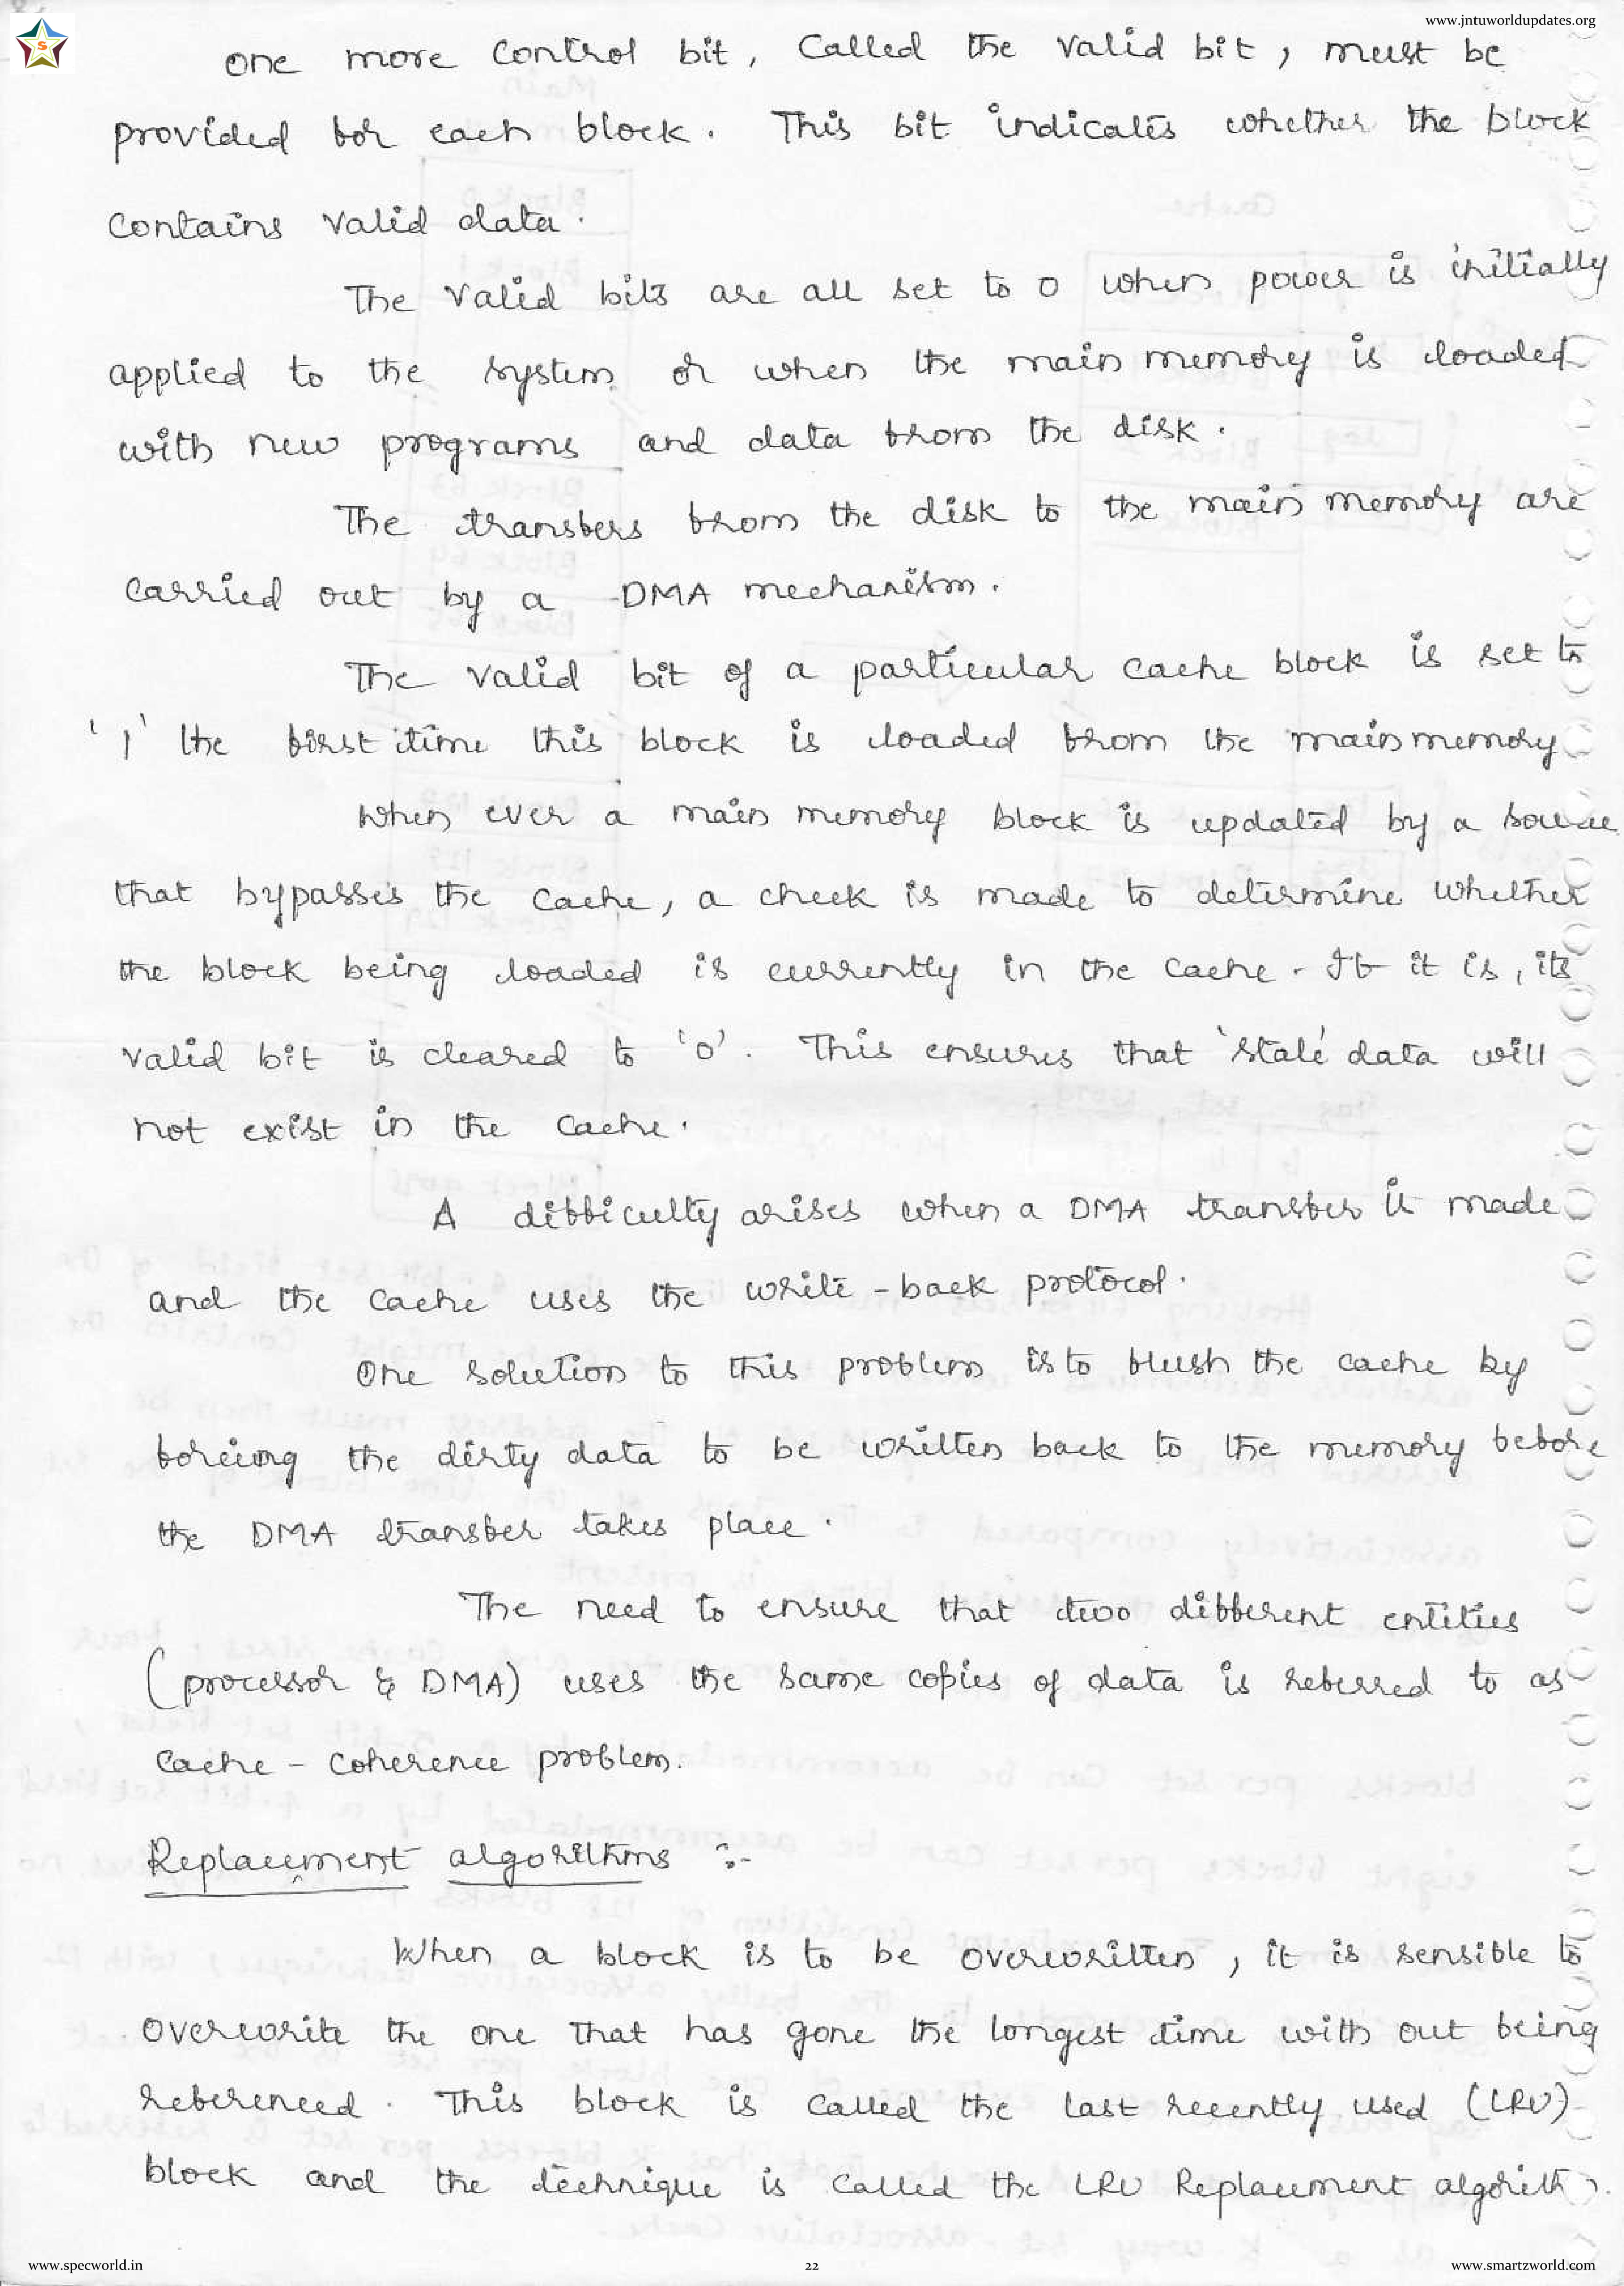 www.jntuworldupdates.org
S
One more control bit, Called the Valid bit, must be
provided for each block. This bit indicates whether the block
contains valid data.
The Valid bits are all set to 0 when power is initially
applied to the system or when the main memory is loaded
with new programs and data from the disk.
The transfers from the disk to the main memory are
carried out by a DMA mechanism.
The valid bit of a particular cache block is set to
'1' the first time this block is loaded from the main memory
When ever a main memory block is updated by a source
that bypasses the cache, a check is made to determine whether
the block being loaded is currently in the cache. If it is, its
valid bit is cleared to '0'. This ensures that 'stale' data will
not exist in the cache.
A difficulty arises when a DMA transfer is made
and the cache uses the write-back protocol.
One solution to this problem is to flush the cache by
forcing the dirty data to be written back to the memory before
the DMA transfer takes place.
The need to ensure that two different entities
(processor & DMA) uses the same copies of data is referred to as
Cache - Coherence problem.
Replacement algorithms :-
When a block is to be overwritten, it is sensible to
overwrite the one that has gone the longest time with out being
referenced. This block is called the last recently used (LRU)
block and the technique is called the LRU Replacement algorithm.
www.specworld.in
22
www.smartzworld.com